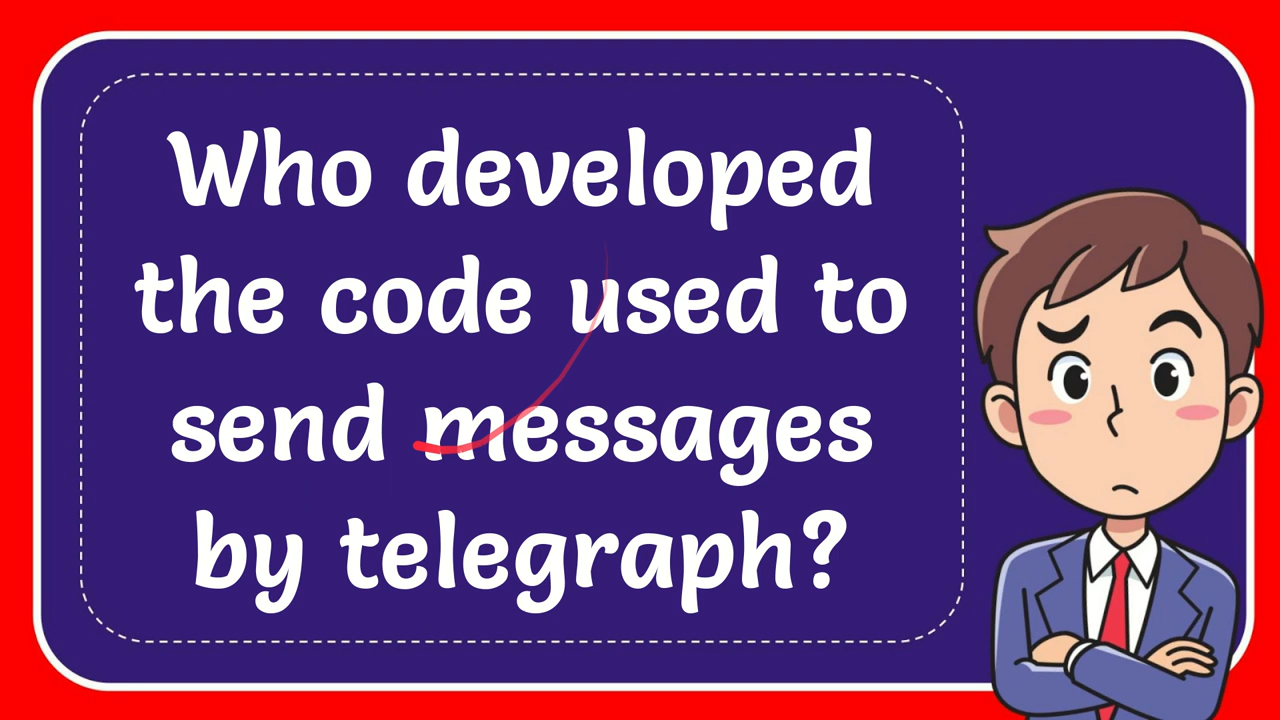 Who developed
the code used to
send messages
by telegraph?